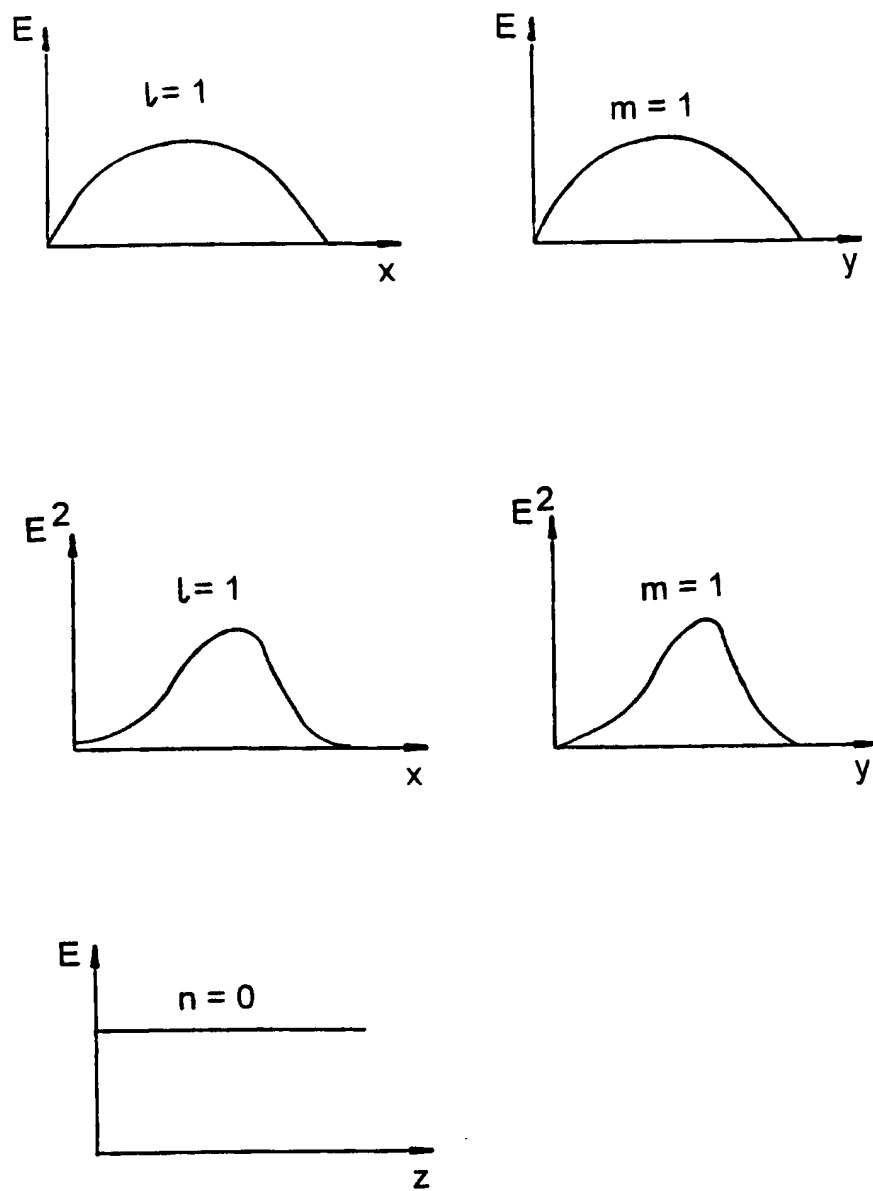 E
l = 1
x
E
m = 1
y
E²
l = 1
x
E²
m = 1
y
E
n = 0
z